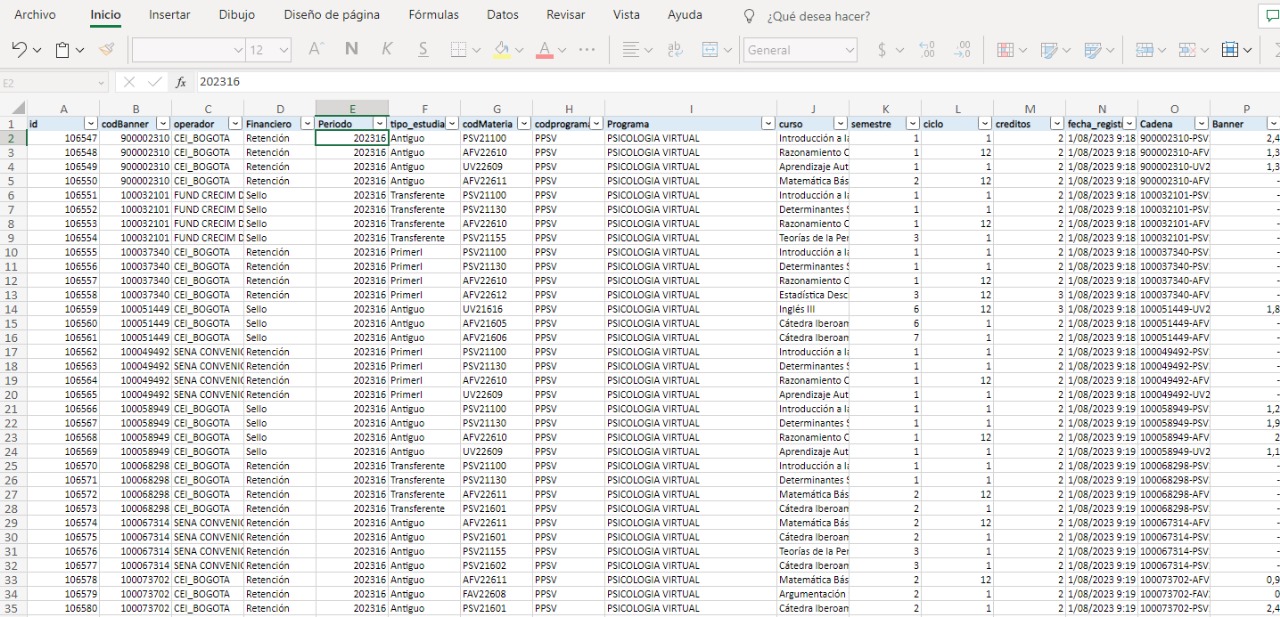 Archivo Inicio Insertar Dibujo Diseño de página Fórmulas Datos Revisar Vista Ayuda ¿Qué desea hacer?
12 A N K S A ab General $ 00 00
E2 fx 202316
A B C D E F G H I J K L M N O P
1 id codBanner operador Financiero Periodo tipo_estudia codMateria codprograma Programa curso semestre ciclo creditos fecha_regist Cadena Banner
2 106547 900002310 CEI_BOGOTA Retención 202316 Antiguo PSV21100 PPSV PSICOLOGIA VIRTUAL Introducción a la 1 1 2 1/08/2023 9:18 900002310-PSV 2,4
3 106548 900002310 CEI_BOGOTA Retención 202316 Antiguo AFV22610 PPSV PSICOLOGIA VIRTUAL Razonamiento C 1 12 2 1/08/2023 9:18 900002310-AFV 1,3
4 106549 900002310 CEI_BOGOTA Retención 202316 Antiguo UV22609 PPSV PSICOLOGIA VIRTUAL Aprendizaje Aut 1 1 2 1/08/2023 9:18 900002310-UV2 1,3
5 106550 900002310 CEI_BOGOTA Retención 202316 Antiguo AFV22611 PPSV PSICOLOGIA VIRTUAL Matemática Bás 2 12 2 1/08/2023 9:18 900002310-AFV -
6 106551 100032101 FUND CRECIM D Sello 202316 Transferente PSV21100 PPSV PSICOLOGIA VIRTUAL Introducción a la 1 1 2 1/08/2023 9:18 100032101-PSV -
7 106552 100032101 FUND CRECIM D Sello 202316 Transferente PSV21130 PPSV PSICOLOGIA VIRTUAL Determinantes S 1 1 2 1/08/2023 9:18 100032101-PSV -
8 106553 100032101 FUND CRECIM D Sello 202316 Transferente AFV22610 PPSV PSICOLOGIA VIRTUAL Razonamiento C 1 12 2 1/08/2023 9:18 100032101-AFV -
9 106554 100032101 FUND CRECIM D Sello 202316 Transferente PSV21155 PPSV PSICOLOGIA VIRTUAL Teorías de la Per 3 1 2 1/08/2023 9:18 100032101-PSV -
10 106555 100037340 CEI_BOGOTA Retención 202316 PrimerI PSV21100 PPSV PSICOLOGIA VIRTUAL Introducción a la 1 1 2 1/08/2023 9:18 100037340-PSV -
11 106556 100037340 CEI_BOGOTA Retención 202316 PrimerI PSV21130 PPSV PSICOLOGIA VIRTUAL Determinantes S 1 1 2 1/08/2023 9:18 100037340-PSV -
12 106557 100037340 CEI_BOGOTA Retención 202316 PrimerI AFV22610 PPSV PSICOLOGIA VIRTUAL Razonamiento C 1 12 2 1/08/2023 9:18 100037340-AFV -
13 106558 100037340 CEI_BOGOTA Retención 202316 PrimerI AFV22612 PPSV PSICOLOGIA VIRTUAL Estadística Desc 3 12 3 1/08/2023 9:18 100037340-AFV -
14 106559 100051449 CEI_BOGOTA Sello 202316 Antiguo UV21616 PPSV PSICOLOGIA VIRTUAL Inglés III 6 12 3 1/08/2023 9:18 100051449-UV2 1,8
15 106560 100051449 CEI_BOGOTA Sello 202316 Antiguo AFV21605 PPSV PSICOLOGIA VIRTUAL Cátedra Iberoam 6 1 2 1/08/2023 9:18 100051449-AFV -
16 106561 100051449 CEI_BOGOTA Sello 202316 Antiguo AFV21606 PPSV PSICOLOGIA VIRTUAL Cátedra Iberoam 7 1 2 1/08/2023 9:18 100051449-AFV -
17 106562 100049492 SENA CONVENIO Retención 202316 PrimerI PSV21100 PPSV PSICOLOGIA VIRTUAL Introducción a la 1 1 2 1/08/2023 9:18 100049492-PSV -
18 106563 100049492 SENA CONVENIO Retención 202316 PrimerI PSV21130 PPSV PSICOLOGIA VIRTUAL Determinantes S 1 1 2 1/08/2023 9:18 100049492-PSV -
19 106564 100049492 SENA CONVENIO Retención 202316 PrimerI AFV22610 PPSV PSICOLOGIA VIRTUAL Razonamiento C 1 12 2 1/08/2023 9:18 100049492-AFV -
20 106565 100049492 SENA CONVENIO Retención 202316 PrimerI UV22609 PPSV PSICOLOGIA VIRTUAL Aprendizaje Aut 1 1 2 1/08/2023 9:18 100049492-UV2 -
21 106566 100058949 CEI_BOGOTA Sello 202316 Antiguo PSV21100 PPSV PSICOLOGIA VIRTUAL Introducción a la 1 1 2 1/08/2023 9:19 100058949-PSV 1,2
22 106567 100058949 CEI_BOGOTA Sello 202316 Antiguo PSV21130 PPSV PSICOLOGIA VIRTUAL Determinantes S 1 1 2 1/08/2023 9:19 100058949-PSV 1,9
23 106568 100058949 CEI_BOGOTA Sello 202316 Antiguo AFV22610 PPSV PSICOLOGIA VIRTUAL Razonamiento C 1 12 2 1/08/2023 9:19 100058949-AFV 2
24 106569 100058949 CEI_BOGOTA Sello 202316 Antiguo UV22609 PPSV PSICOLOGIA VIRTUAL Aprendizaje Aut 1 1 2 1/08/2023 9:19 100058949-UV2 1,1
25 106570 100068298 CEI_BOGOTA Retención 202316 Transferente PSV21100 PPSV PSICOLOGIA VIRTUAL Introducción a la 1 1 2 1/08/2023 9:19 100068298-PSV -
26 106571 100068298 CEI_BOGOTA Retención 202316 Transferente PSV21130 PPSV PSICOLOGIA VIRTUAL Determinantes S 1 1 2 1/08/2023 9:19 100068298-PSV -
27 106572 100068298 CEI_BOGOTA Retención 202316 Transferente AFV22611 PPSV PSICOLOGIA VIRTUAL Matemática Bás 2 12 2 1/08/2023 9:19 100068298-AFV -
28 106573 100068298 CEI_BOGOTA Retención 202316 Transferente PSV21601 PPSV PSICOLOGIA VIRTUAL Cátedra Iberoam 2 1 2 1/08/2023 9:19 100068298-PSV -
29 106574 100067314 SENA CONVENIO Retención 202316 Antiguo AFV22611 PPSV PSICOLOGIA VIRTUAL Matemática Bás 2 12 2 1/08/2023 9:19 100067314-AFV -
30 106575 100067314 SENA CONVENIO Retención 202316 Antiguo PSV21601 PPSV PSICOLOGIA VIRTUAL Cátedra Iberoam 2 1 2 1/08/2023 9:19 100067314-PSV -
31 106576 100067314 SENA CONVENIO Retención 202316 Antiguo PSV21155 PPSV PSICOLOGIA VIRTUAL Teorías de la Per 3 1 2 1/08/2023 9:19 100067314-PSV -
32 106577 100067314 SENA CONVENIO Retención 202316 Antiguo PSV21602 PPSV PSICOLOGIA VIRTUAL Cátedra Iberoam 3 1 2 1/08/2023 9:19 100067314-PSV -
33 106578 100073702 CEI_BOGOTA Retención 202316 Antiguo AFV22611 PPSV PSICOLOGIA VIRTUAL Matemática Bás 2 12 2 1/08/2023 9:19 100073702-AFV 0,9
34 106579 100073702 CEI_BOGOTA Retención 202316 Antiguo FAV22608 PPSV PSICOLOGIA VIRTUAL Argumentación 2 1 2 1/08/2023 9:19 100073702-FAV 0
35 106580 100073702 CEI_BOGOTA Retención 202316 Antiguo PSV21601 PPSV PSICOLOGIA VIRTUAL Cátedra Iberoam 2 1 2 1/08/2023 9:19 100073702-PSV 2,4